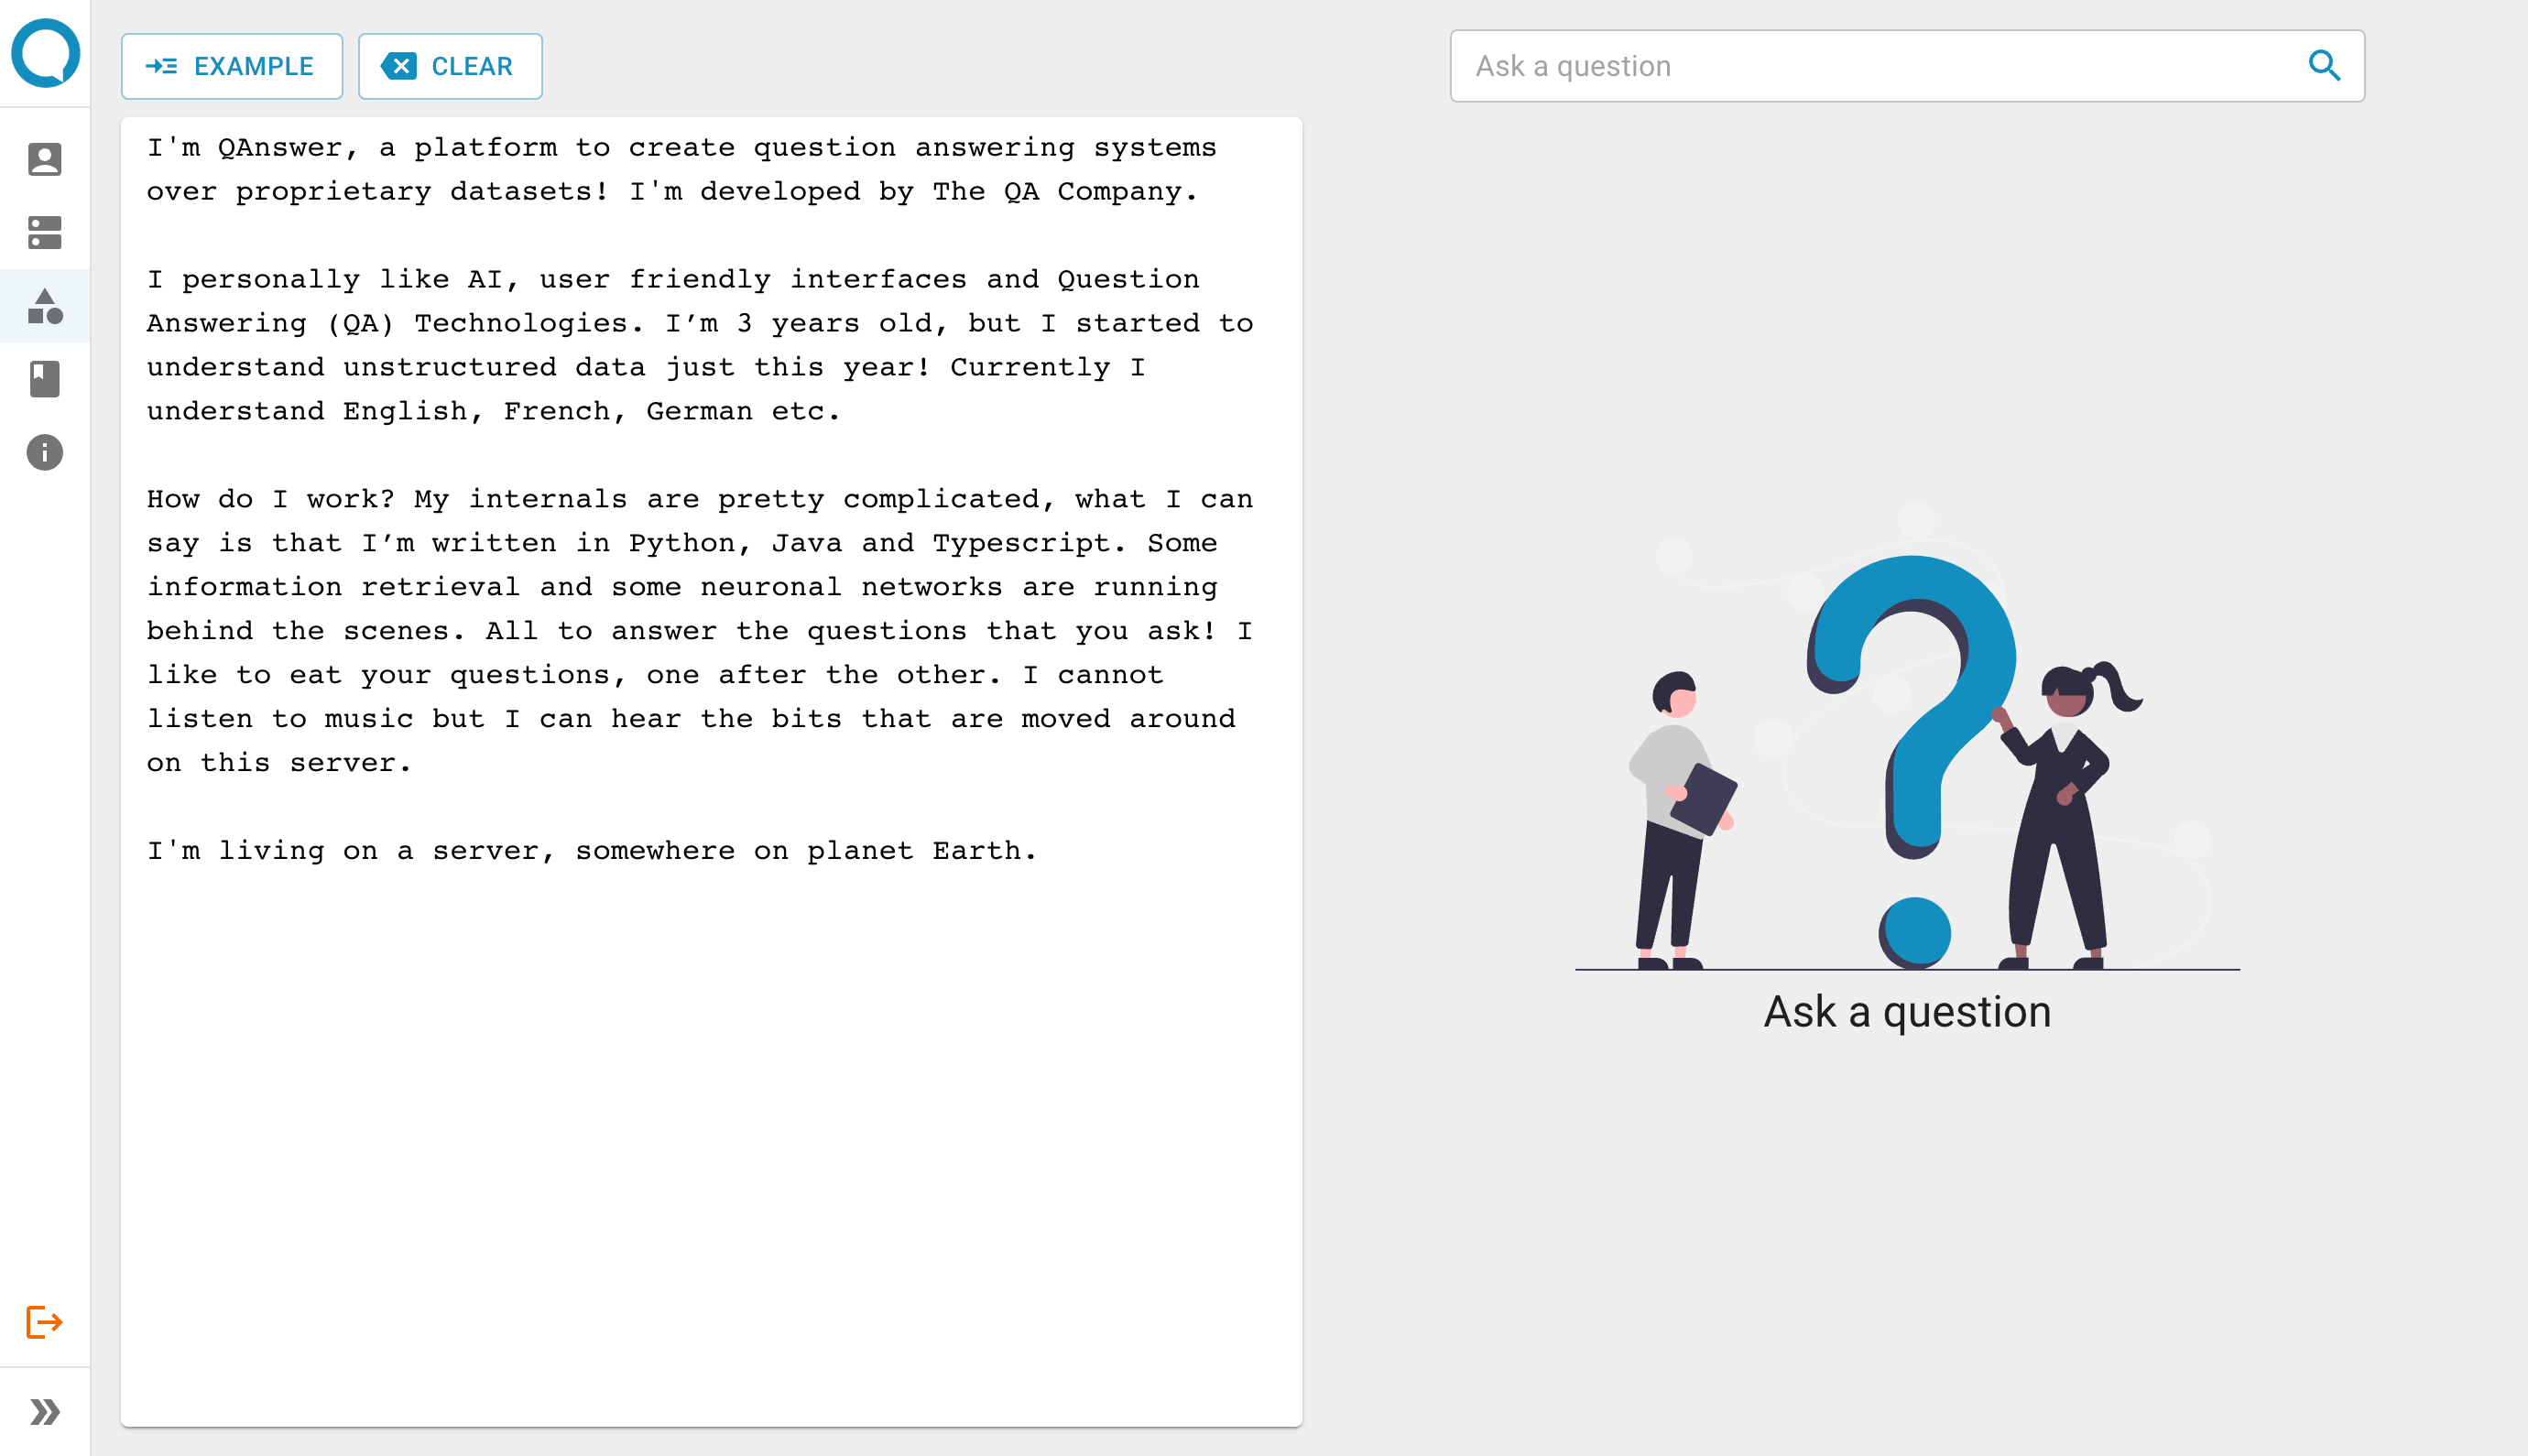 EXAMPLE
CLEAR
Ask a question
I'm QAnswer, a platform to create question answering systems
over proprietary datasets! I'm developed by The QA Company.
I personally like AI, user friendly interfaces and Question
Answering (QA) Technologies. I’m 3 years old, but I started to
understand unstructured data just this year! Currently I
understand English, French, German etc.
How do I work? My internals are pretty complicated, what I can
say is that I’m written in Python, Java and Typescript. Some
information retrieval and some neuronal networks are running
behind the scenes. All to answer the questions that you ask! I
like to eat your questions, one after the other. I cannot
listen to music but I can hear the bits that are moved around
on this server.
I'm living on a server, somewhere on planet Earth.
Ask a question